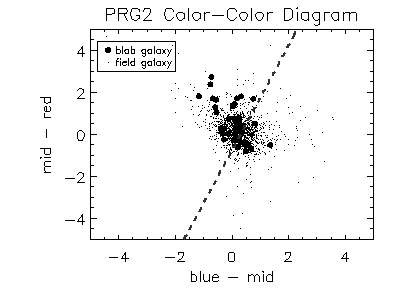 PRG2 Color-Color Diagram
4
blab galaxy
field galaxy
2
0
-2
-4
mid - red
-4 -2 0 2 4
blue - mid